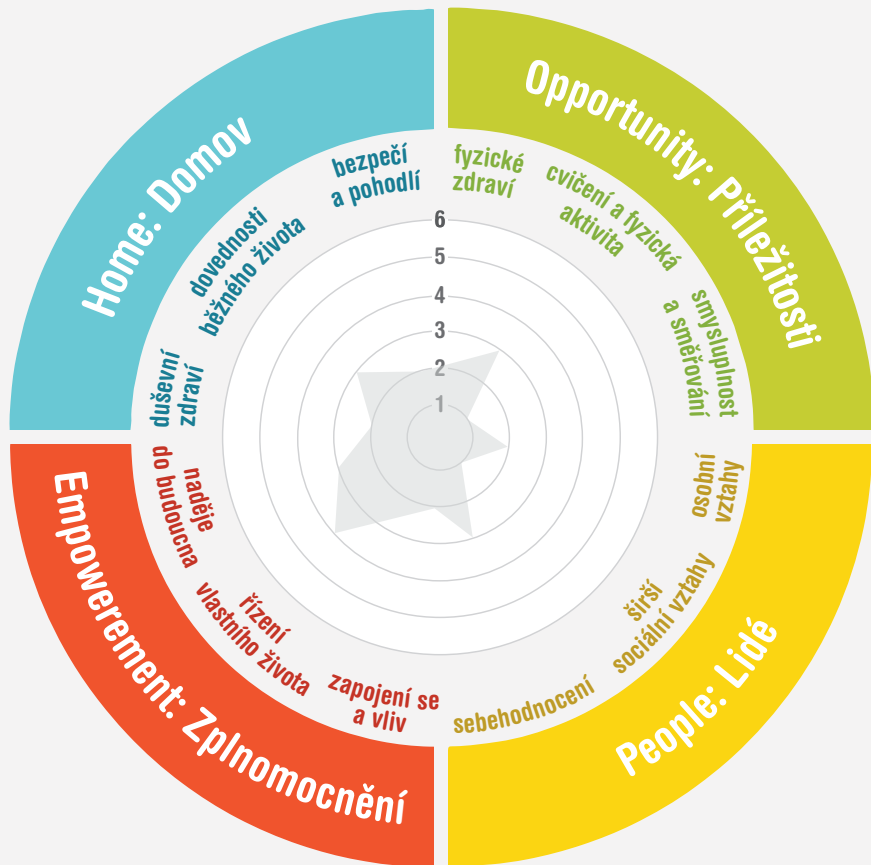 Home: Domov
bezpečí
a pohodlí
dovednosti
běžného života
duševní
zdraví
Opportunity: Příležitosti
fyzické
zdraví
cvičení a fyzická
aktivita
smysluplnost
a směřování
6
5
4
3
2
1
People: Lidé
osobní
vztahy
širší
sociální vztahy
sebehodnocení
Empowerement: Zplnomocnění
naděje
do budoucna
řízení
vlastního života
zapojení se
a vliv